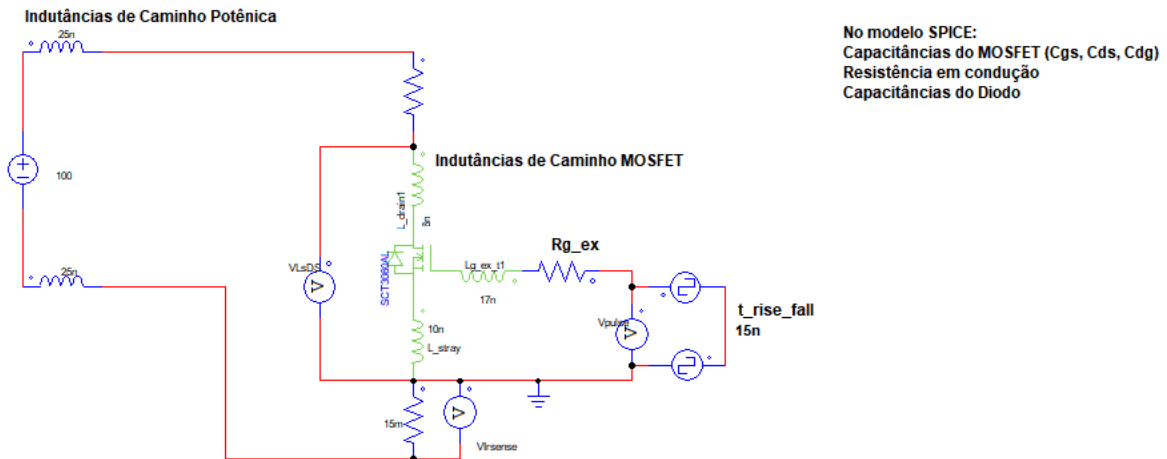 Indutâncias de Caminho Potênica
25n
No modelo SPICE:
Capacitâncias do MOSFET (Cgs, Cds, Cdg)
Resistência em condução
Capacitâncias do Diodo
Indutâncias de Caminho MOSFET
100
L_drain1
Rg_ex
25n
VLsDS
SCT3060AL
Lg_ex_t1
17n
t_rise_fall
15n
Vpulse
10n
L_stray
15m
VIrsense